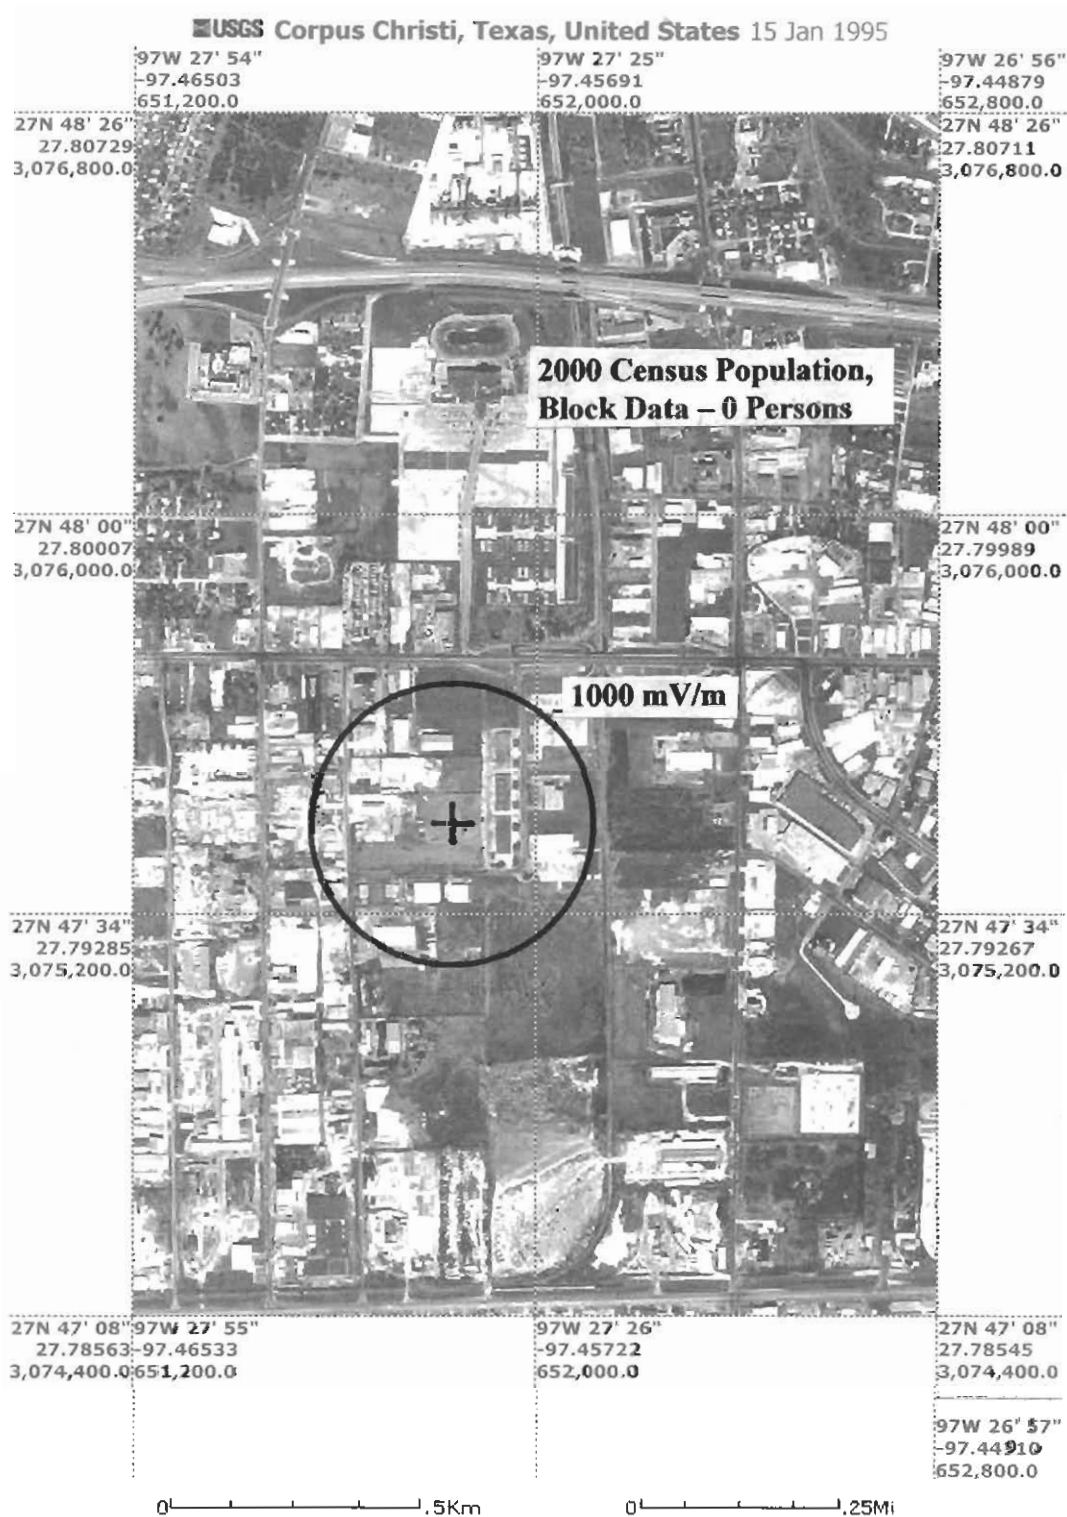 USGS Corpus Christi, Texas, United States 15 Jan 1995
97W 27' 54"
-97.46503
651,200.0
97W 27' 25"
-97.45691
652,000.0
97W 26' 56"
-97.44879
652,800.0
27N 48' 26"
27.80729
3,076,800.0
27N 48' 26"
27.80711
3,076,800.0
2000 Census Population,
Block Data – 0 Persons
27N 48' 00"
27.80007
3,076,000.0
27N 48' 00"
27.79989
3,076,000.0
1000 mV/m
27N 47' 34"
27.79285
3,075,200.0
27N 47' 34"
27.79267
3,075,200.0
27N 47' 08"
27.78563
3,074,400.0
97W 27' 55"
-97.46533
651,200.0
97W 27' 26"
-97.45722
652,000.0
27N 47' 08"
27.78545
3,074,400.0
97W 26' 57"
-97.44910
652,800.0
0 .5Km
0 .25Mi